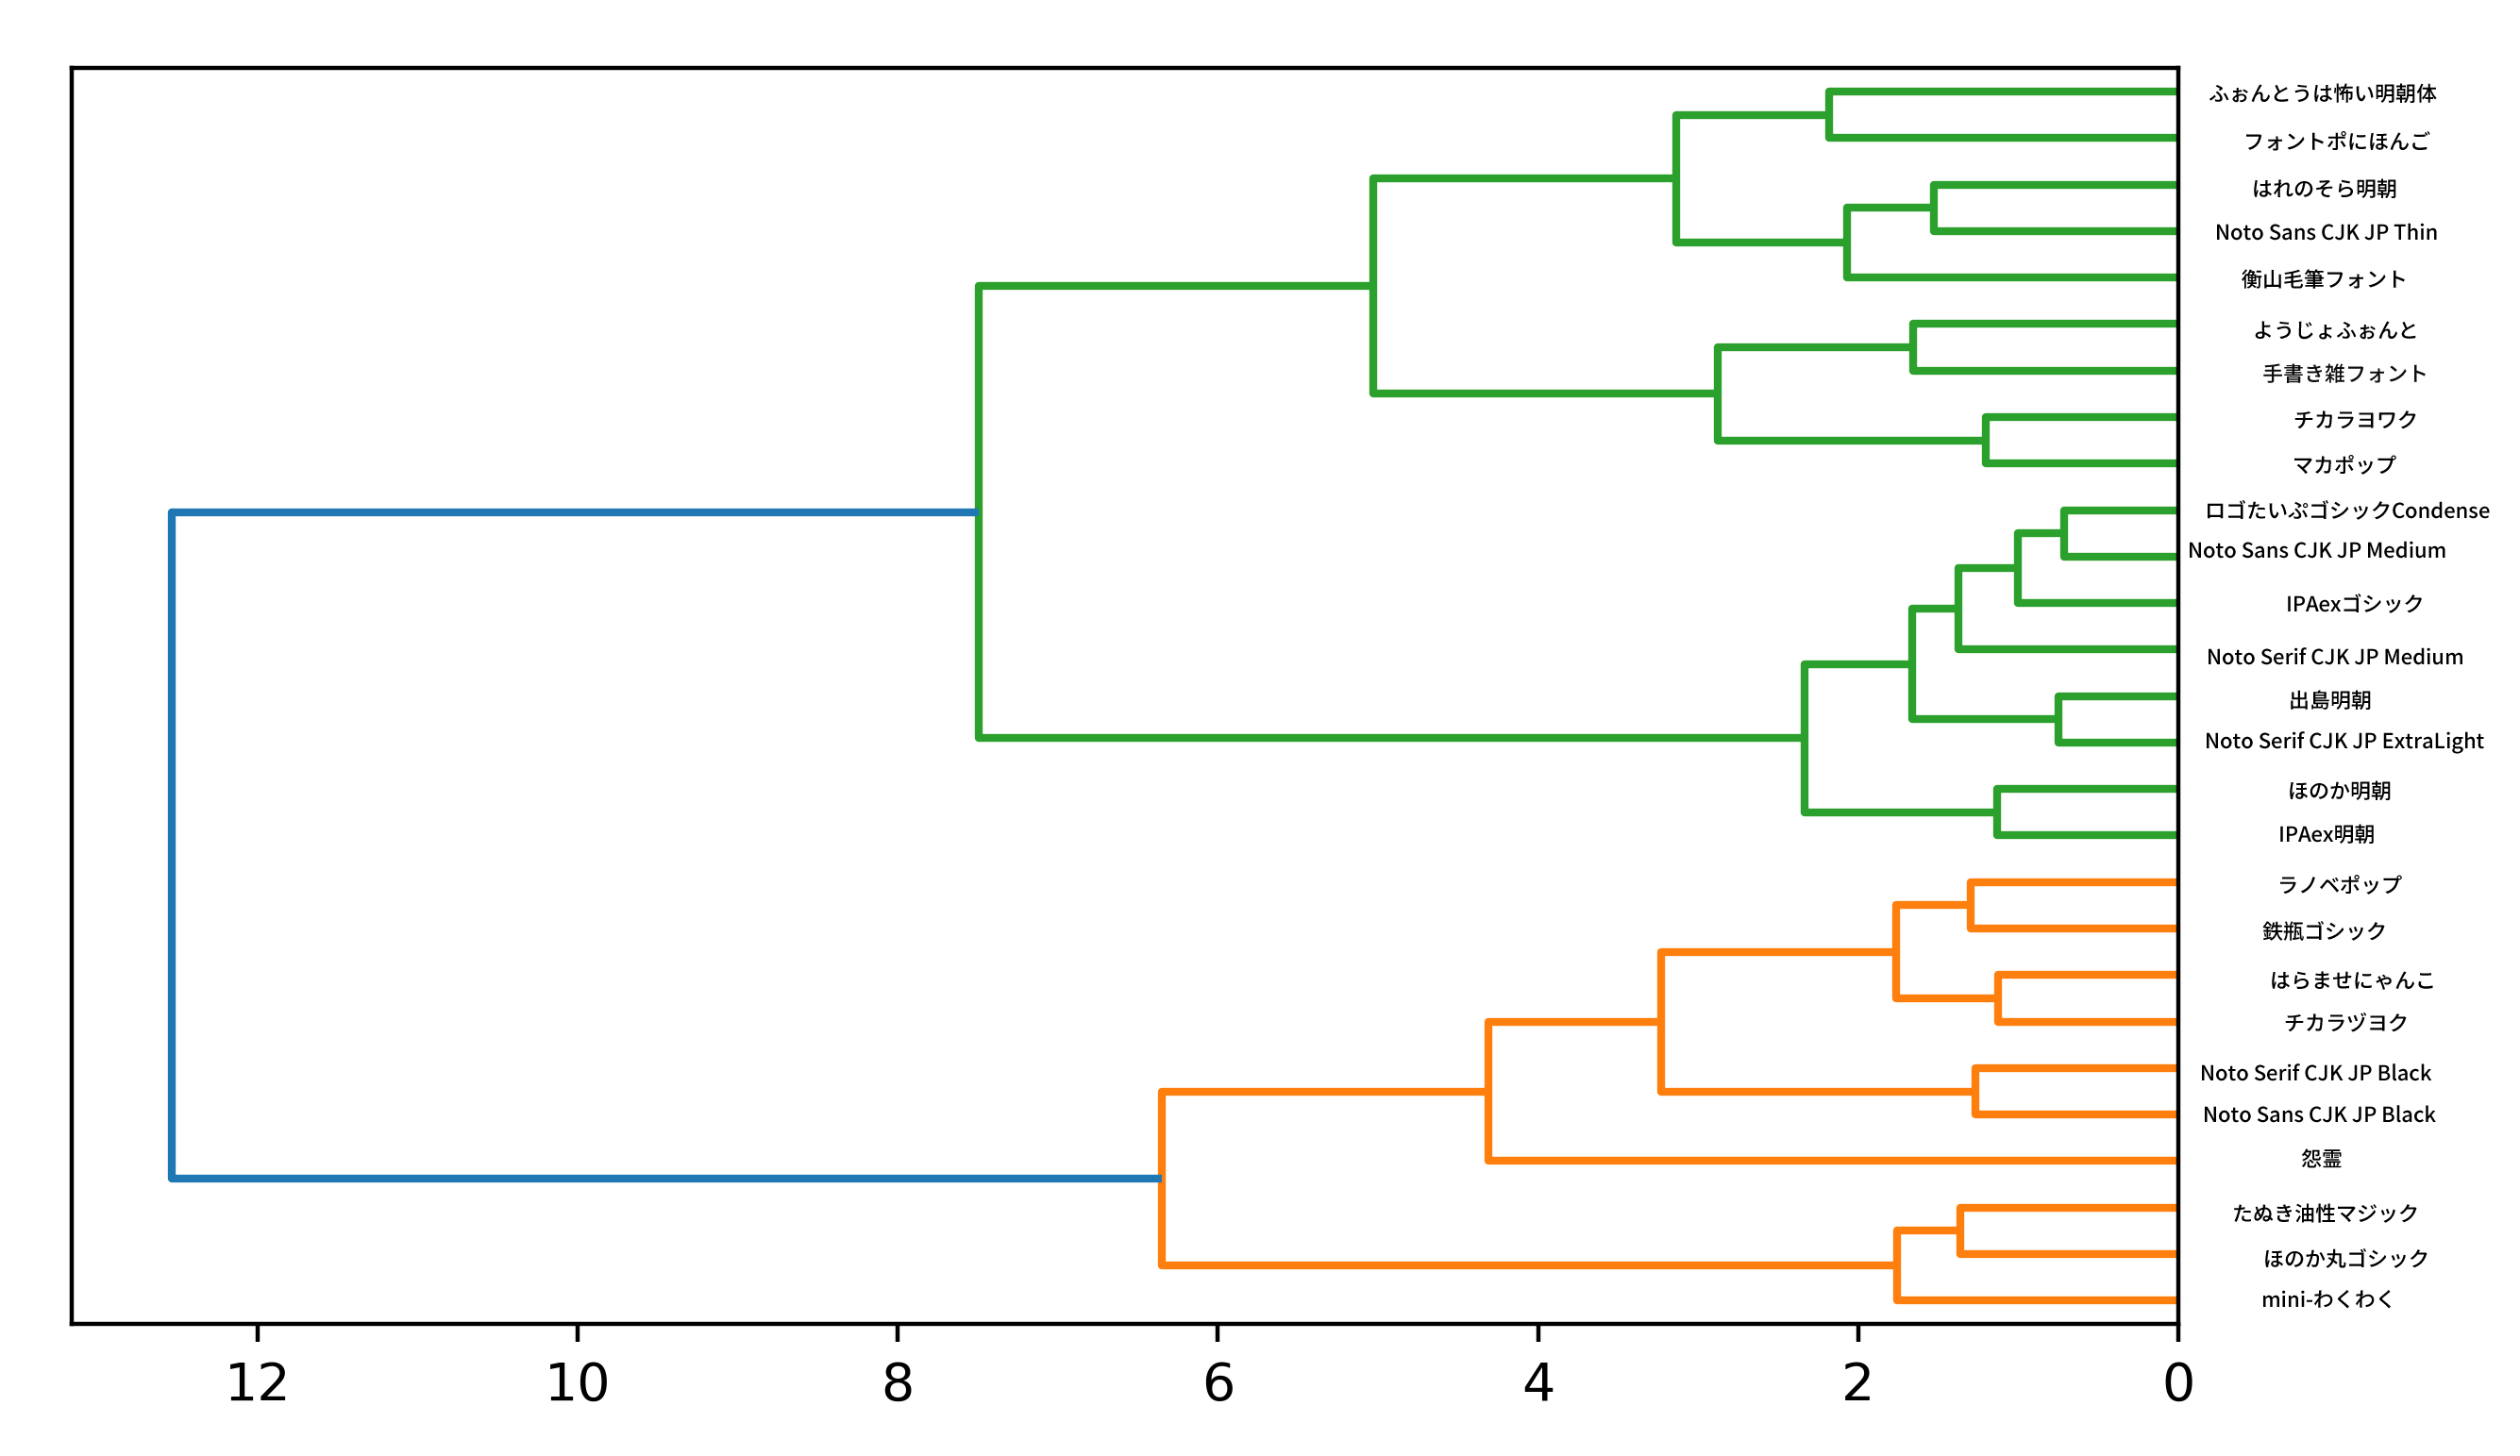 ふぉんとうは怖い明朝体
フォントポにほんご
はれのそら明朝
Noto Sans CJK JP Thin
衡山毛筆フォント
ようじょふぉんと
手書き雑フォント
チカラヨワク
マカポップ
ロゴたいぷゴシックCondense
Noto Sans CJK JP Medium
IPAexゴシック
Noto Serif CJK JP Medium
出島明朝
Noto Serif CJK JP ExtraLight
ほのか明朝
IPAex明朝
ラノベポップ
鉄瓶ゴシック
はらませにゃんこ
チカラヅヨク
Noto Serif CJK JP Black
Noto Sans CJK JP Black
怨霊
たぬき油性マジック
ほのか丸ゴシック
mini-わくわく
12 10 8 6 4 2 0